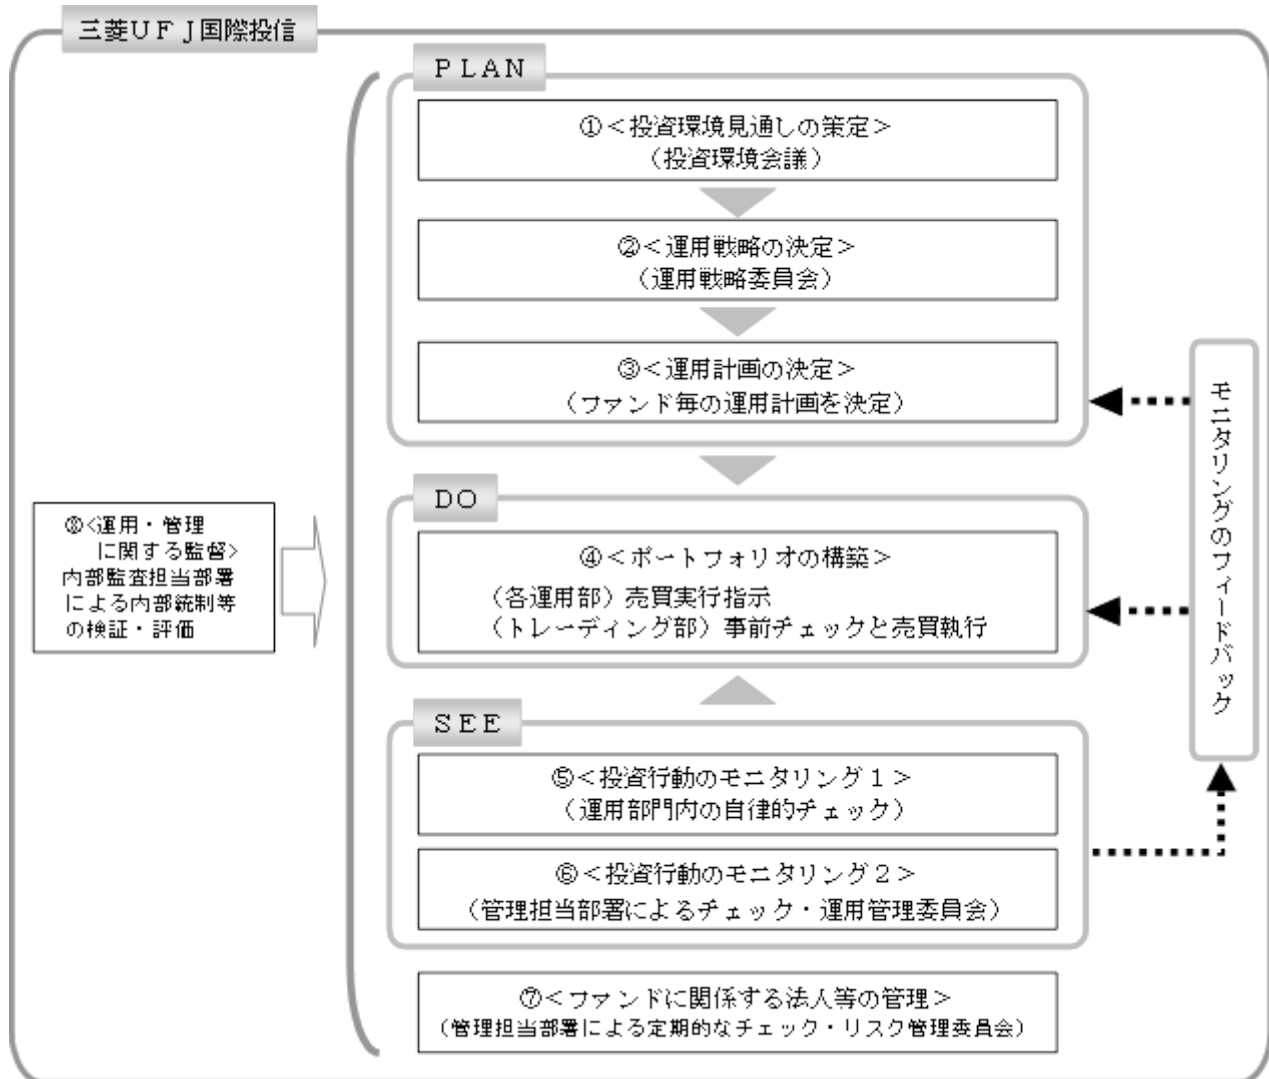 三菱ＵＦＪ国際投信
ＰＬＡＮ
①＜投資環境見通しの策定＞
（投資環境会議）
②＜運用戦略の決定＞
（運用戦略委員会）
③＜運用計画の決定＞
（ファンド毎の運用計画を決定）
ＤＯ
④＜ポートフォリオの構築＞
（各運用部）売買実行指示
（トレーディング部）事前チェックと売買執行
ＳＥＥ
⑤＜投資行動のモニタリング１＞
（運用部門内の自律的チェック）
⑥＜投資行動のモニタリング２＞
（管理担当部署によるチェック・運用管理委員会）
⑦＜ファンドに関係する法人等の管理＞
（管理担当部署による定期的なチェック・リスク管理委員会）
⑧<運用・管理
に関する監督>
内部監査担当部署
による内部統制等
の検証・評価
モニタリングのフィードバック